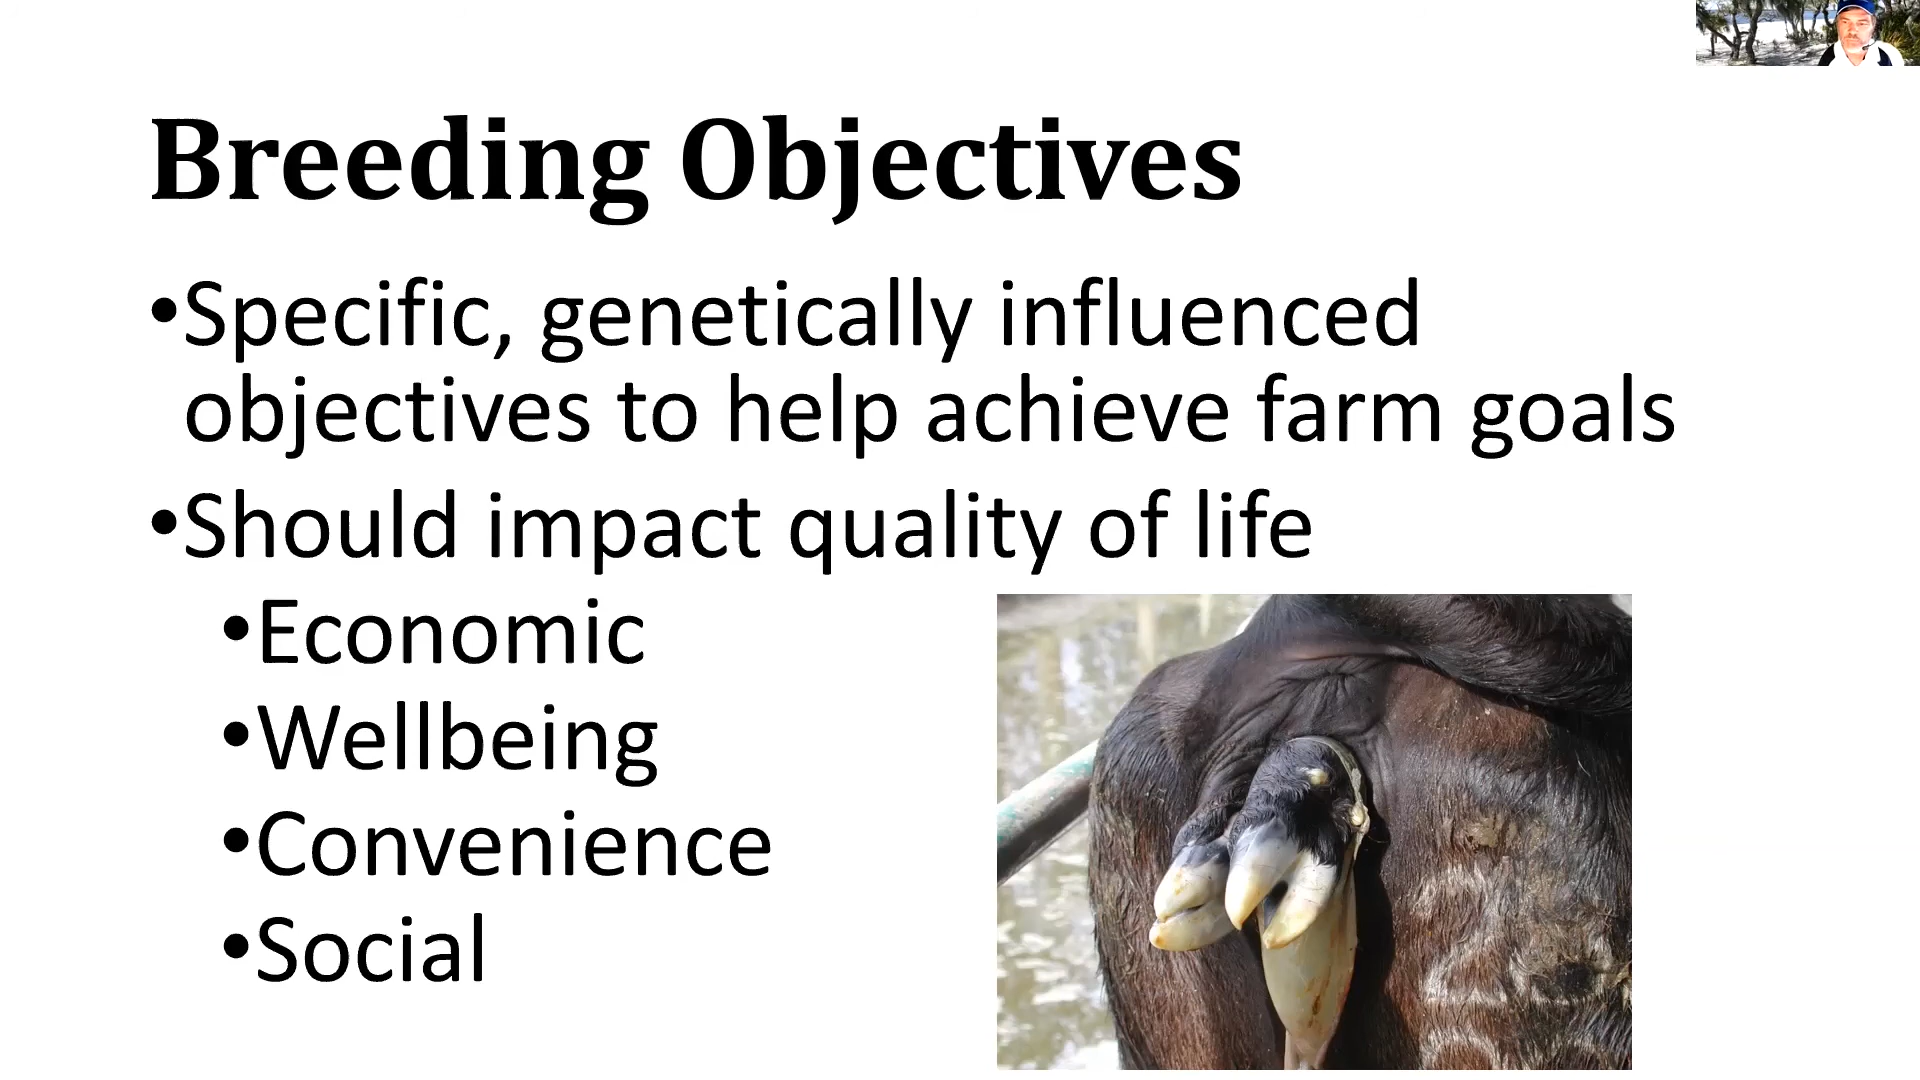 Breeding Objectives
•Specific, genetically influenced
objectives to help achieve farm goals
•Should impact quality of life
•Economic
•Wellbeing
•Convenience
•Social